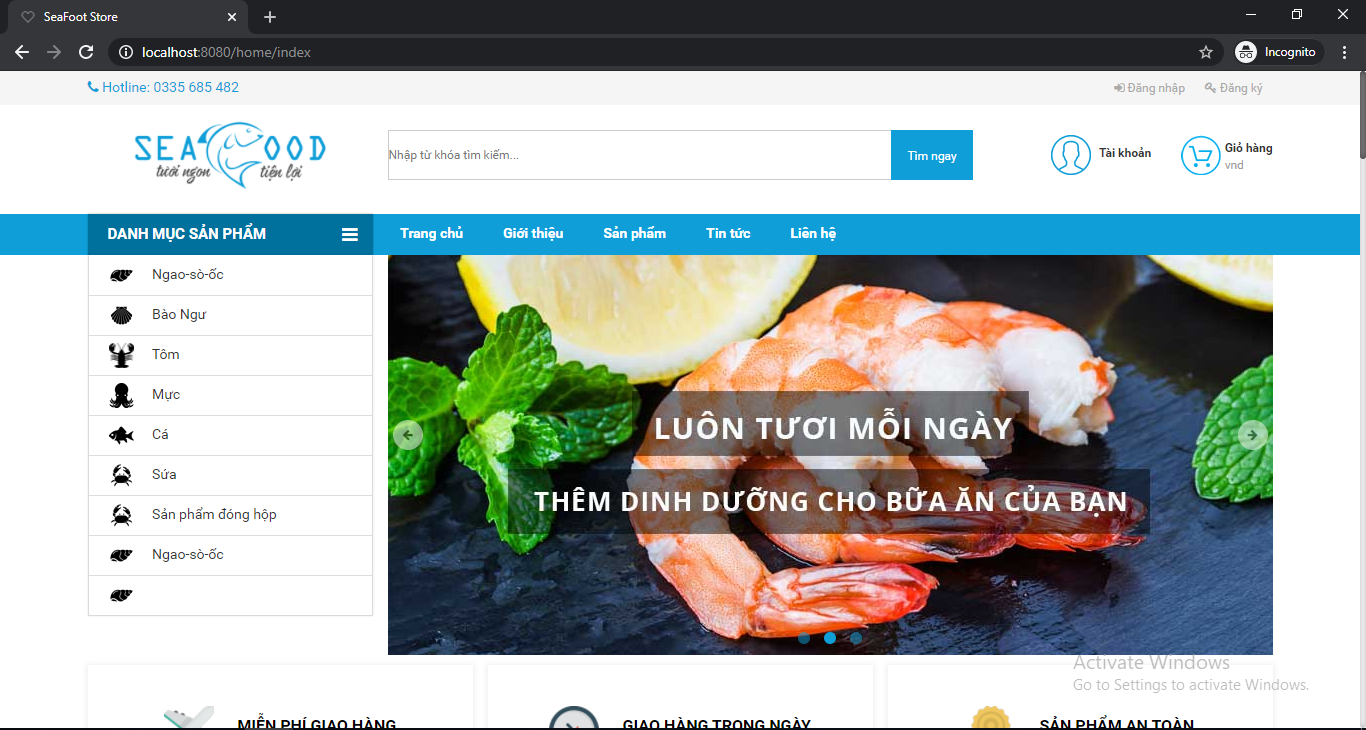 SeaFoot Store
localhost:8080/home/index
Incognito
Hotline: 0335 685 482
Đăng nhập
Đăng ký
SEAFOOD
tươi ngon tiện lợi
Nhập từ khóa tìm kiếm...
Tìm ngay
Tài khoản
Giỏ hàng
vnd
DANH MỤC SẢN PHẨM
Trang chủ
Giới thiệu
Sản phẩm
Tin tức
Liên hệ
Ngao-sò-ốc
Bào Ngư
Tôm
Mực
Cá
Sứa
Sản phẩm đóng hộp
Ngao-sò-ốc
LUÔN TƯƠI MỖI NGÀY
THÊM DINH DƯỠNG CHO BỮA ĂN CỦA BẠN
Activate Windows
Go to Settings to activate Windows.
MIỄN PHÍ GIAO HÀNG
GIAO HÀNG TRONG NGÀY
SẢN PHẨM AN TOÀN